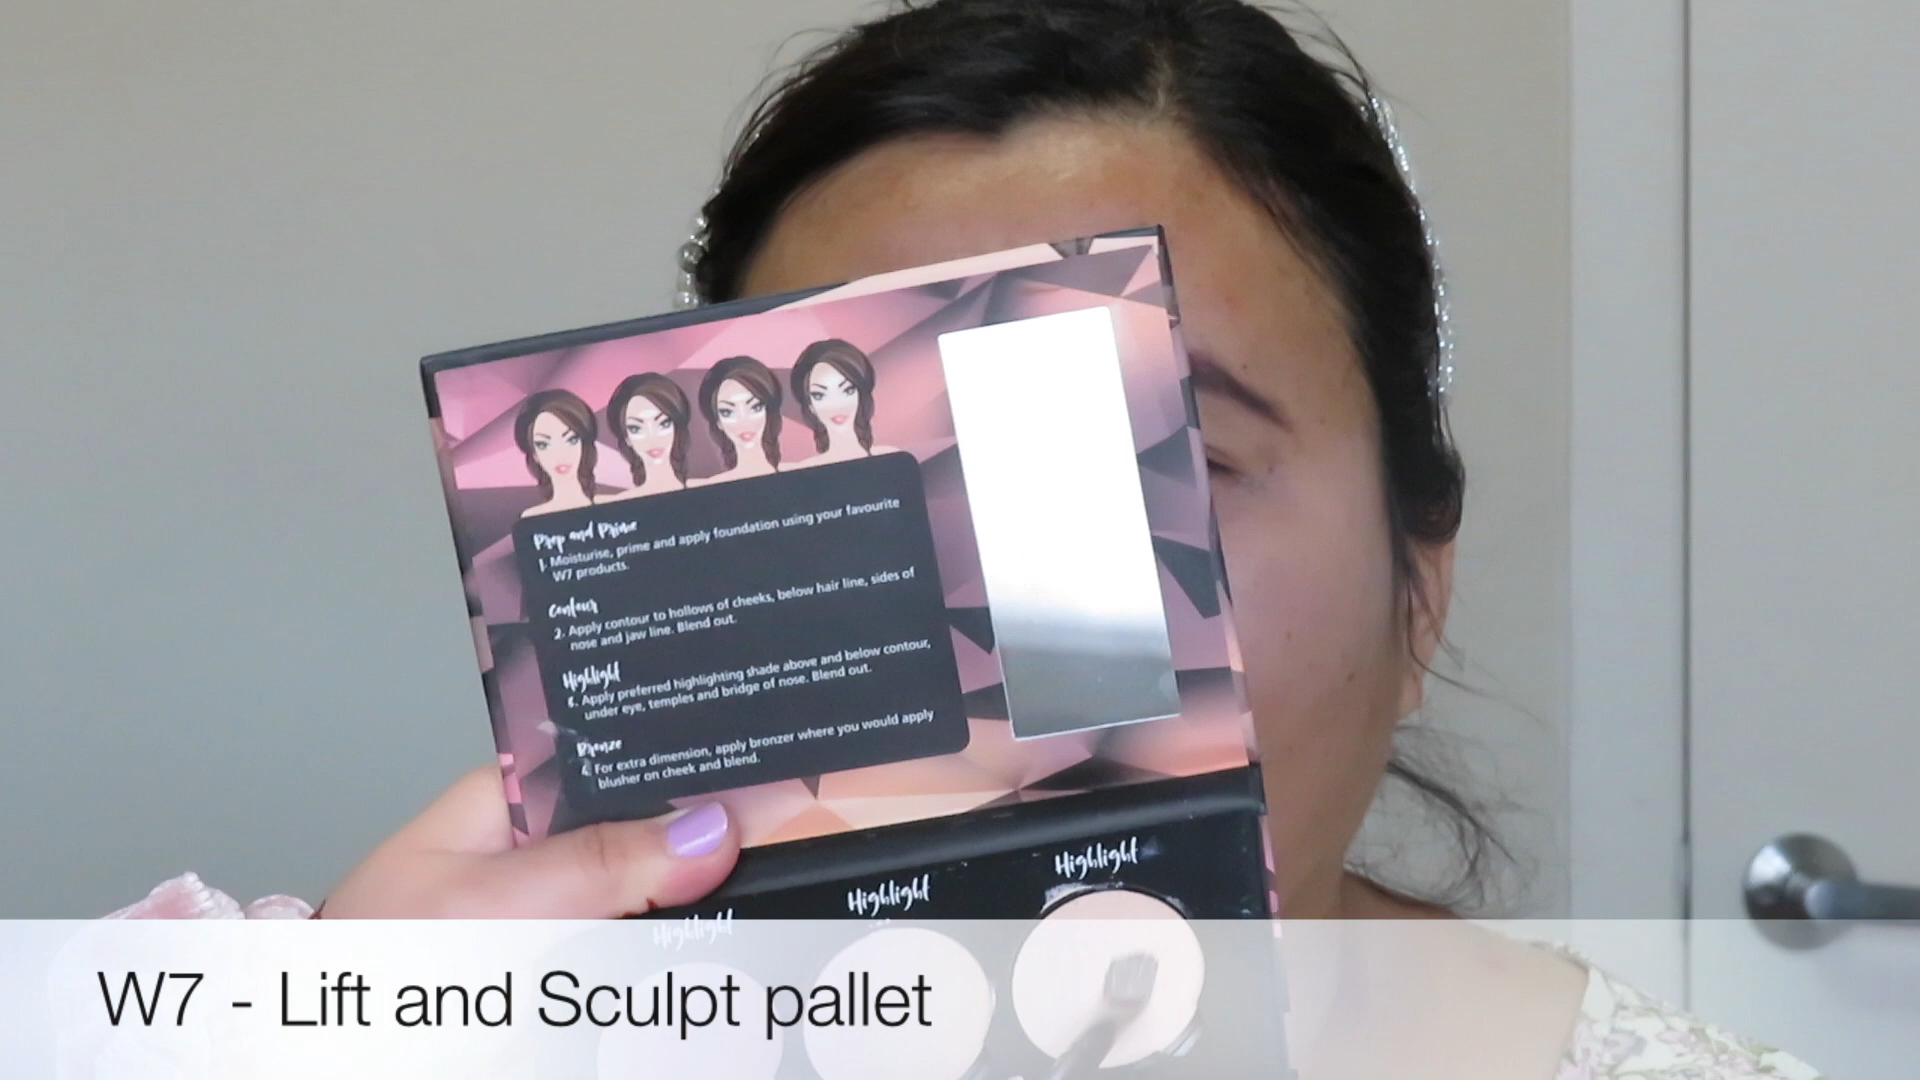 Prep and Prime
1. Moisturise, prime and apply foundation using your favourite
W7 products.
Contour
2. Apply contour to hollows of cheeks, below hair line, sides of
nose and jaw line. Blend out.
Highlight
3. Apply preferred highlighting shade above and below contour,
under eye, temples and bridge of nose. Blend out.
Bronze
4. For extra dimension, apply bronzer where you would apply
blusher on cheek and blend.
Highlight
Highlight
Highlight
W7 - Lift and Sculpt pallet